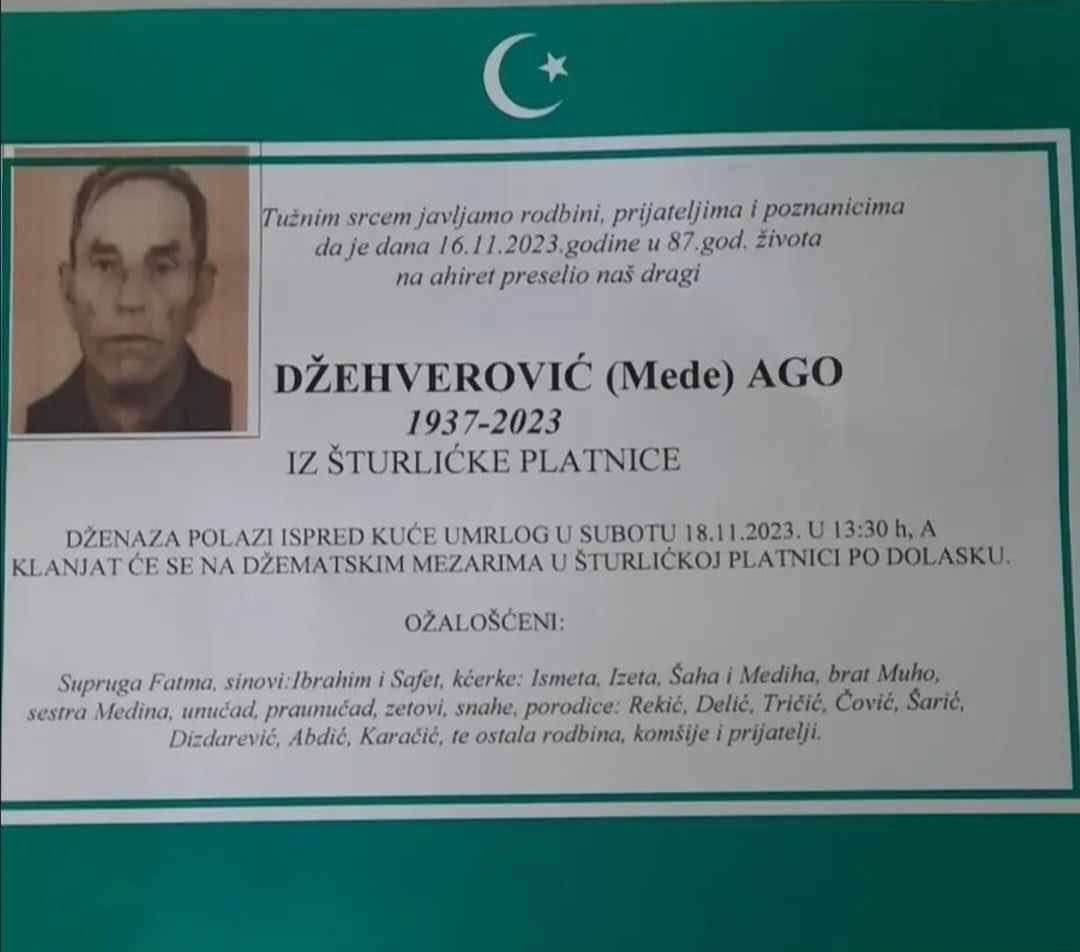 Tužnim srcem javljamo rodbini, prijateljima i poznanicima
da je dana 16.11.2023.godine u 87.god. života
na ahiret preselio naš dragi
DŽEHVEROVIĆ (Mede) AGO
1937-2023
IZ ŠTURLIĆKE PLATNICE
DŽENAZA POLAZI ISPRED KUĆE UMRLOG U SUBOTU 18.11.2023. U 13:30 h, A
KLANJAT ĆE SE NA DŽEMATSKIM MEZARIMA U ŠTURLIĆKOJ PLATNICI PO DOLASKU.
OŽALOŠĆENI:
Supruga Fatma, sinovi:Ibrahim i Safet, kćerke: Ismeta, Izeta, Šaha i Mediha, brat Muho,
sestra Medina, unučad, praunučad, zetovi, snahe, porodice: Rekić, Delić, Tričić, Čović, Šarić,
Dizdarević, Abdić, Karačić, te ostala rodbina, komšije i prijatelji.